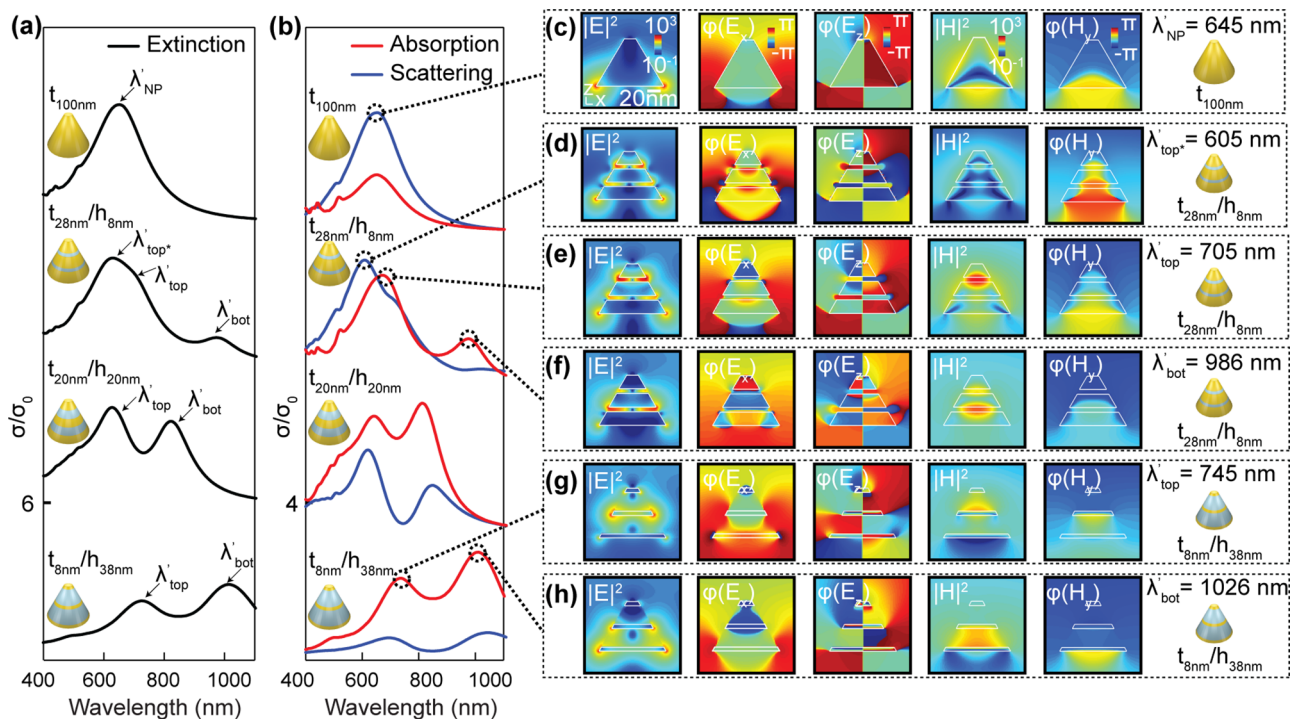 (a)
Extinction
λ'NP
t100nm
t28nm/h8nm
λ'top*
λ'top
λ'bot
t20nm/h20nm
λ'top
λ'bot
σ/σ0
6
t8nm/h38nm
λ'top
λ'bot
400 600 800 1000
Wavelength (nm)
(b)
Absorption
Scattering
t100nm
t28nm/h8nm
t20nm/h20nm
σ/σ0
4
t8nm/h38nm
400 600 800 1000
Wavelength (nm)
(c) |E|² φ(Ex) φ(Ez) |H|² φ(Hy) λ'NP = 645 nm
10³ π π 10³ π
10⁻¹ -π -π 10⁻¹ -π
z x 20nm
t100nm
(d) |E|² φ(Ex) φ(Ez) |H|² φ(Hy) λ'top* = 605 nm
t28nm/h8nm
(e) |E|² φ(Ex) φ(Ez) |H|² φ(Hy) λ'top = 705 nm
t28nm/h8nm
(f) |E|² φ(Ex) φ(Ez) |H|² φ(Hy) λ'bot = 986 nm
t28nm/h8nm
(g) |E|² φ(Ex) φ(Ez) |H|² φ(Hy) λ'top = 745 nm
t8nm/h38nm
(h) |E|² φ(Ex) φ(Ez) |H|² φ(Hy) λ'bot = 1026 nm
t8nm/h38nm